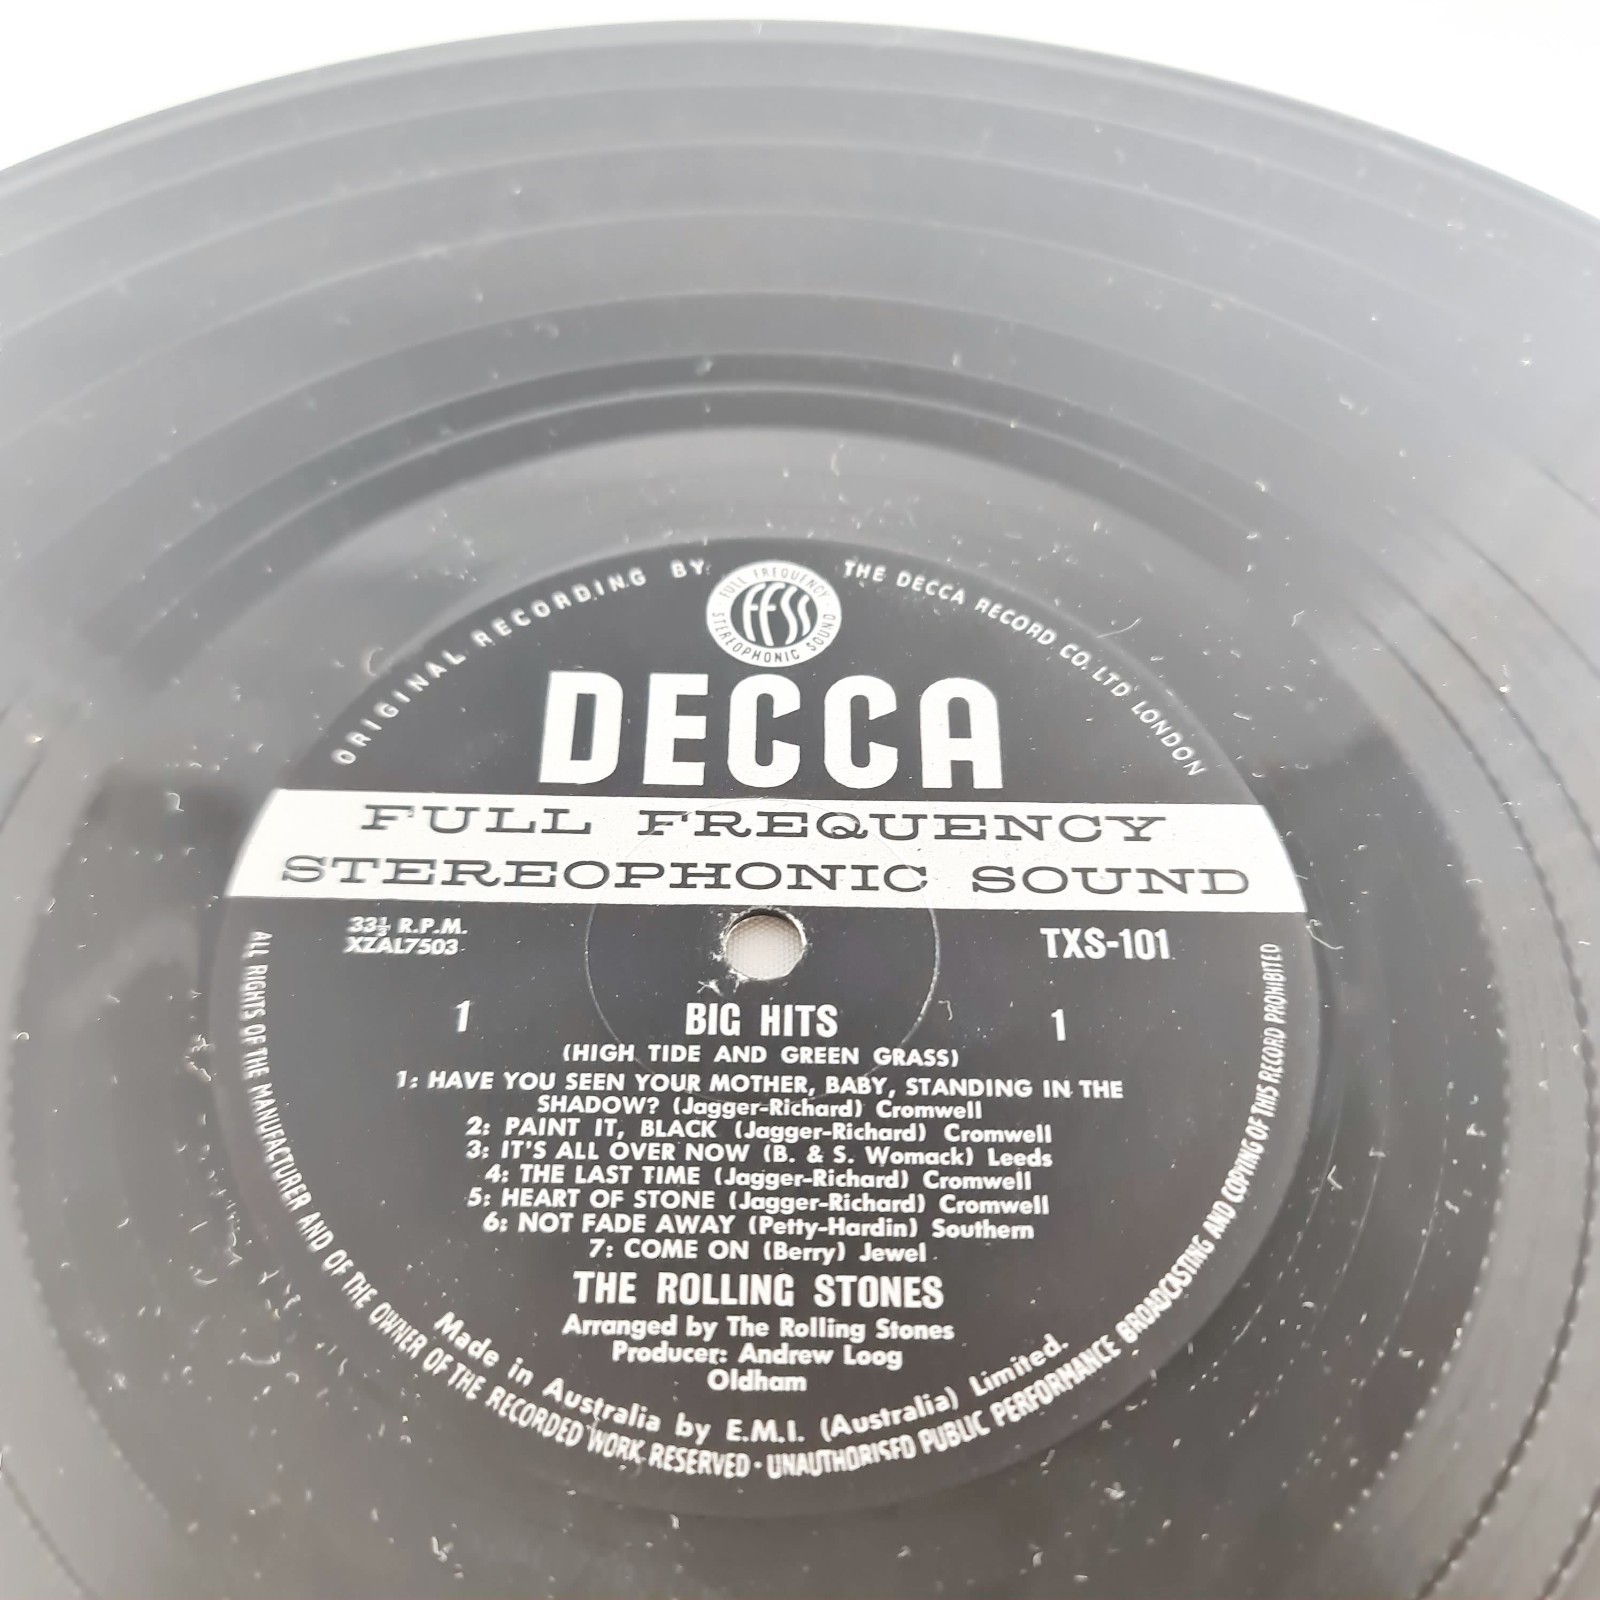 ORIGINAL RECORDING BY THE DECCA RECORD CO. LTD LONDON
FULL FREQUENCY
FFSS
STEREOPHONIC SOUND
DECCA
FULL FREQUENCY
STEREOPHONIC SOUND
33⅓ R.P.M.
XZAL7503
TXS-101
1 BIG HITS 1
(HIGH TIDE AND GREEN GRASS)
1: HAVE YOU SEEN YOUR MOTHER, BABY, STANDING IN THE
SHADOW? (Jagger-Richard) Cromwell
2: PAINT IT, BLACK (Jagger-Richard) Cromwell
3: IT'S ALL OVER NOW (B. & S. Womack) Leeds
4: THE LAST TIME (Jagger-Richard) Cromwell
5: HEART OF STONE (Jagger-Richard) Cromwell
6: NOT FADE AWAY (Petty-Hardin) Southern
7: COME ON (Berry) Jewel
THE ROLLING STONES
Arranged by The Rolling Stones
Producer: Andrew Loog
Oldham
Made in Australia by E.M.I. (Australia) Limited.
ALL RIGHTS OF THE MANUFACTURER AND OF THE OWNER OF THE RECORDED WORK RESERVED · UNAUTHORISED PUBLIC PERFORMANCE BROADCASTING AND COPYING OF THIS RECORD PROHIBITED